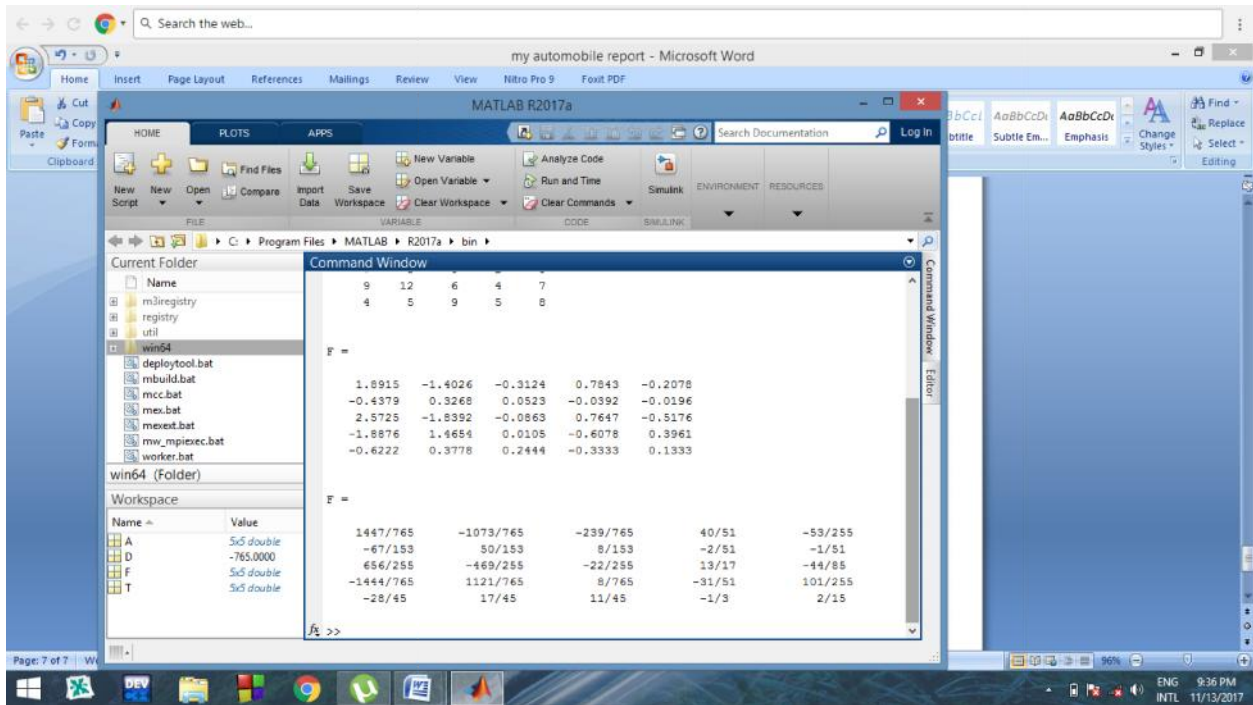 Search the web...
my automobile report - Microsoft Word
Home Insert Page Layout References Mailings Review View Nitro Pro 9 Foxit PDF
Paste
Cut
Copy
Clipboard
AaBbCcDc AaBbCcDc
btitle Subtle Em... Emphasis
Change Styles
Find
Replace
Select
Editing
MATLAB R2017a
HOME PLOTS APPS
Search Documentation
Log In
New Script
New
Open
Find Files
Compare
Import Data
Save Workspace
New Variable
Open Variable
Clear Workspace
Analyze Code
Run and Time
Clear Commands
Simulink
ENVIRONMENT
RESOURCES
FILE VARIABLE CODE SIMULINK
C: Program Files MATLAB R2017a bin
Current Folder
Name
m3iregistry
registry
util
win64
deploytool.bat
mbuild.bat
mcc.bat
mex.bat
mexext.bat
mw_mpiexec.bat
worker.bat
win64 (Folder)
Workspace
Name Value
A 5x5 double
D -765.0000
F 5x5 double
T 5x5 double
Command Window
9 12 6 4 7
4 5 9 5 8
F =
1.8915 -1.4026 -0.3124 0.7843 -0.2078
-0.4379 0.3268 0.0523 -0.0392 -0.0196
2.5725 -1.8392 -0.0863 0.7647 -0.5176
-1.8876 1.4654 0.0105 -0.6078 0.3961
-0.6222 0.3778 0.2444 -0.3333 0.1333
F =
1447/765 -1073/765 -239/765 40/51 -53/255
-67/153 50/153 8/153 -2/51 -1/51
656/255 -469/255 -22/255 13/17 -44/85
-1444/765 1121/765 8/765 -31/51 101/255
-28/45 17/45 11/45 -1/3 2/15
fx >>
Command Window
Editor
Page: 7 of 7
96%
DEV
ENG
INTL
9:36 PM
11/13/2017